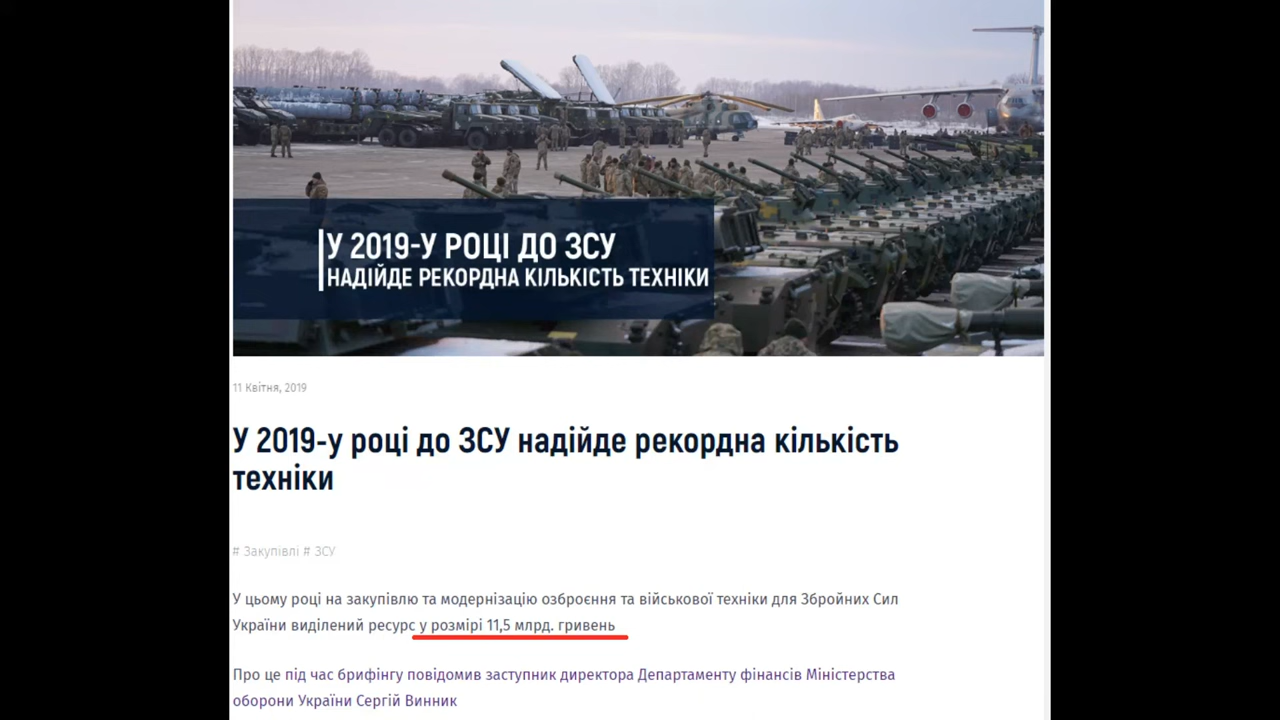 У 2019-У РОЦІ ДО ЗСУ
НАДІЙДЕ РЕКОРДНА КІЛЬКІСТЬ ТЕХНІКИ
11 Квітня, 2019
У 2019-у році до ЗСУ надійде рекордна кількість
техніки
# Закупівлі # ЗСУ
У цьому році на закупівлю та модернізацію озброєння та військової техніки для Збройних Сил
України виділений ресурс у розмірі 11,5 млрд. гривень
Про це під час брифінгу повідомив заступник директора Департаменту фінансів Міністерства
оборони України Сергій Винник